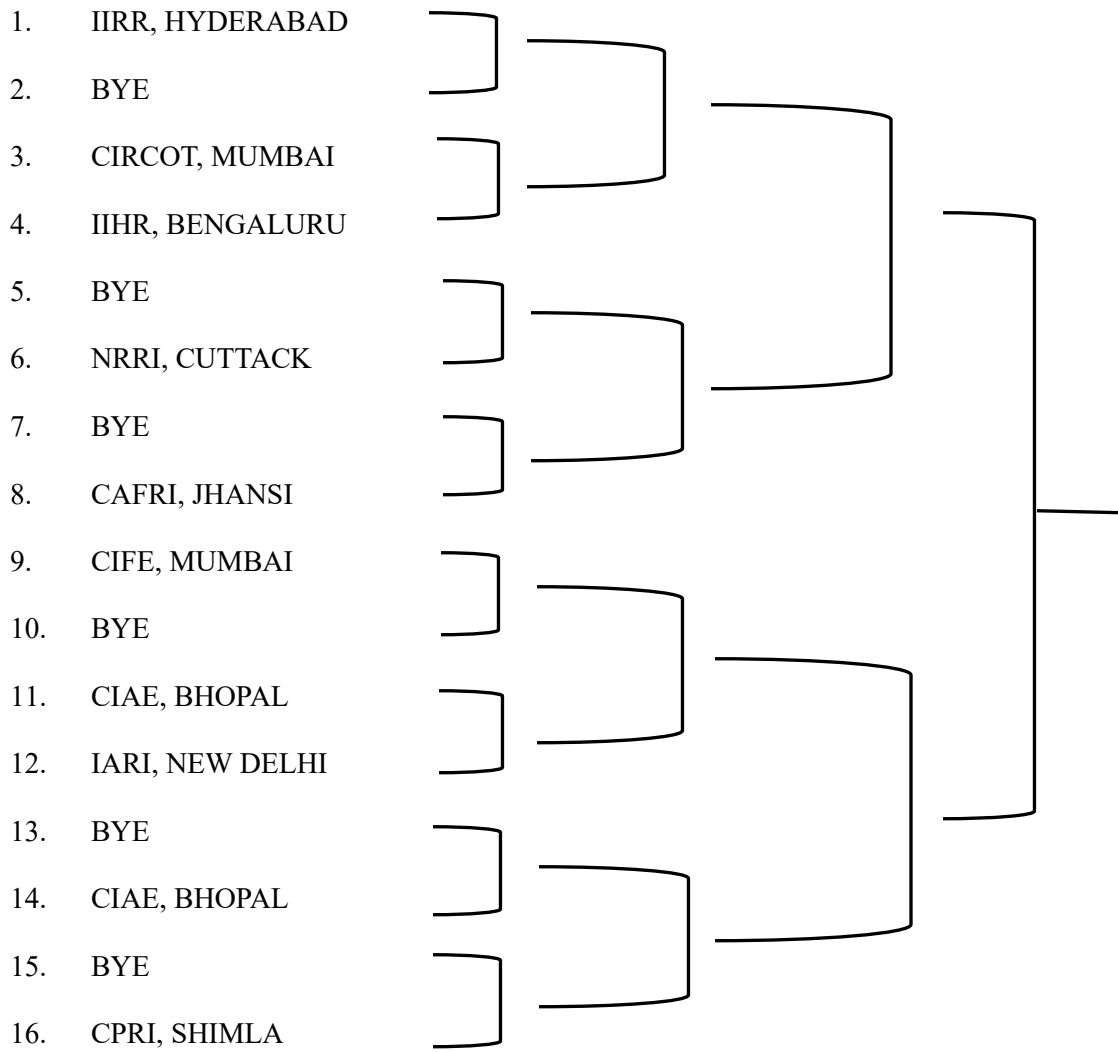 1. IIRR, HYDERABAD
2. BYE
3. CIRCOT, MUMBAI
4. IIHR, BENGALURU
5. BYE
6. NRRI, CUTTACK
7. BYE
8. CAFRI, JHANSI
9. CIFE, MUMBAI
10. BYE
11. CIAE, BHOPAL
12. IARI, NEW DELHI
13. BYE
14. CIAE, BHOPAL
15. BYE
16. CPRI, SHIMLA